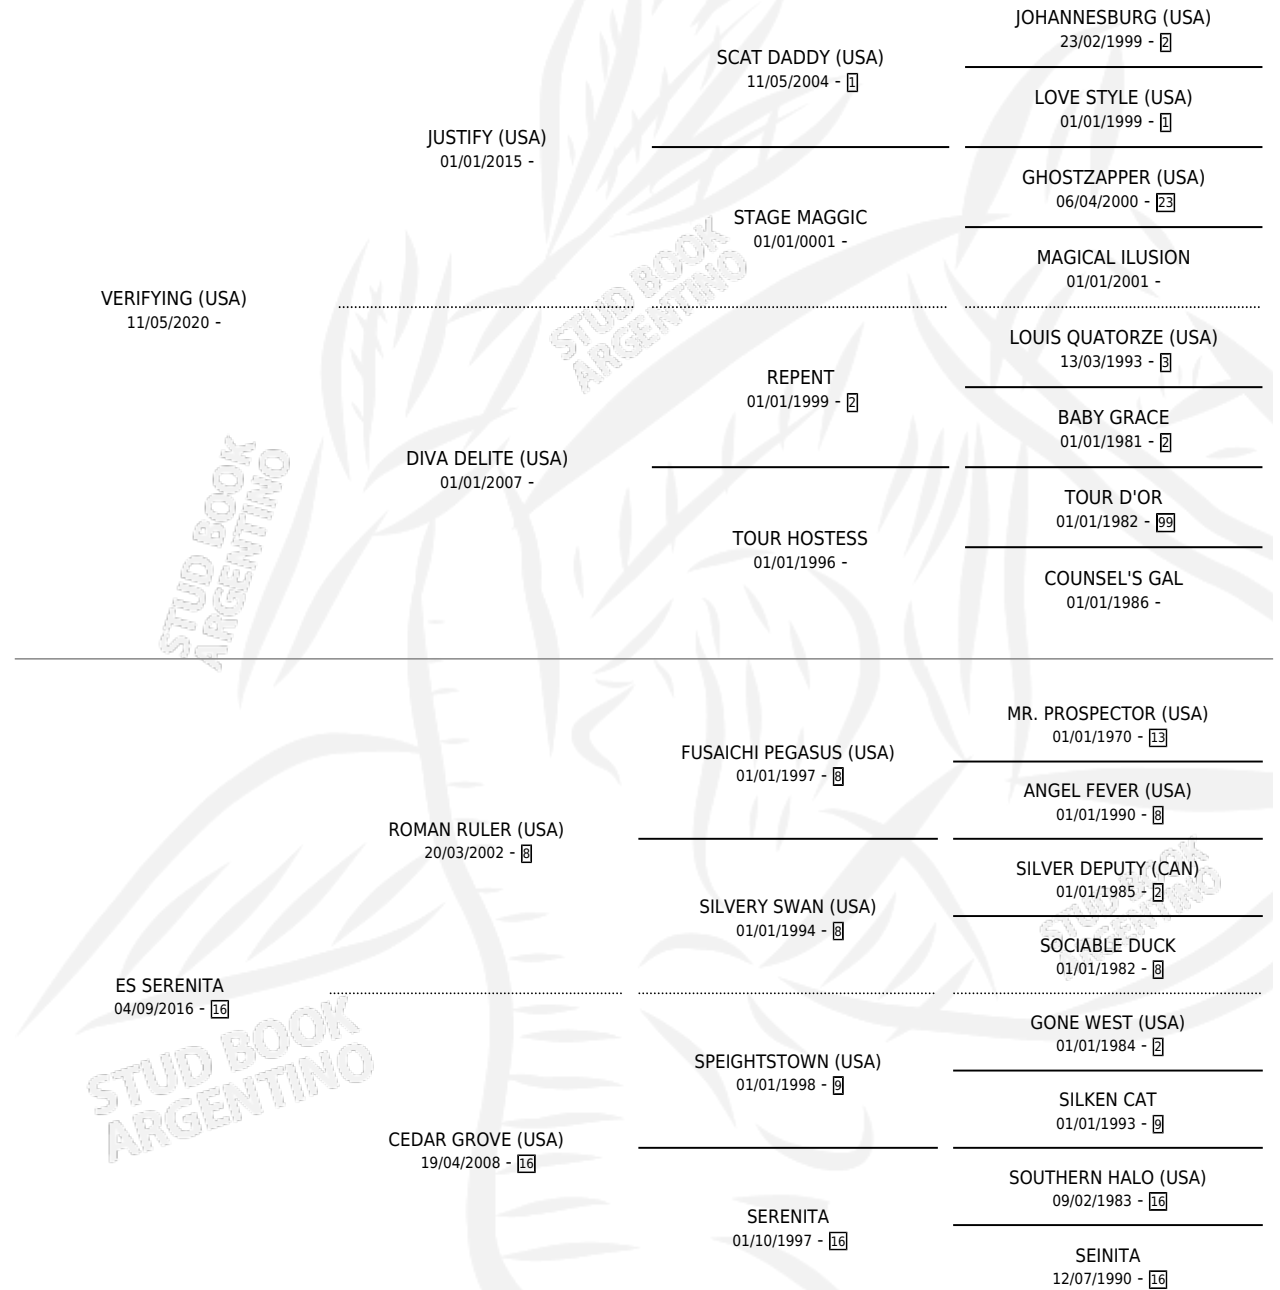 JOHANNESBURG (USA)
23/02/1999 - 2
SCAT DADDY (USA)
11/05/2004 - 1
LOVE STYLE (USA)
01/01/1999 - 1
JUSTIFY (USA)
01/01/2015 -
GHOSTZAPPER (USA)
06/04/2000 - 23
STAGE MAGGIC
01/01/0001 -
MAGICAL ILUSION
01/01/2001 -
VERIFYING (USA)
11/05/2020 -
LOUIS QUATORZE (USA)
13/03/1993 - 3
REPENT
01/01/1999 - 2
BABY GRACE
01/01/1981 - 2
DIVA DELITE (USA)
01/01/2007 -
TOUR D'OR
01/01/1982 - 99
TOUR HOSTESS
01/01/1996 -
COUNSEL'S GAL
01/01/1986 -
MR. PROSPECTOR (USA)
01/01/1970 - 13
FUSAICHI PEGASUS (USA)
01/01/1997 - 8
ANGEL FEVER (USA)
01/01/1990 - 8
ROMAN RULER (USA)
20/03/2002 - 8
SILVER DEPUTY (CAN)
01/01/1985 - 2
SILVERY SWAN (USA)
01/01/1994 - 8
SOCIABLE DUCK
01/01/1982 - 8
ES SERENITA
04/09/2016 - 16
GONE WEST (USA)
01/01/1984 - 2
SPEIGHTSTOWN (USA)
01/01/1998 - 9
SILKEN CAT
01/01/1993 - 9
CEDAR GROVE (USA)
19/04/2008 - 16
SOUTHERN HALO (USA)
09/02/1983 - 16
SERENITA
01/10/1997 - 16
SEINITA
12/07/1990 - 16
STUD BOOK
ARGENTINO
STUD BOOK
ARGENTINO
STUD BOOK
ARGENTINO
STUD BOOK
ARGENTINO